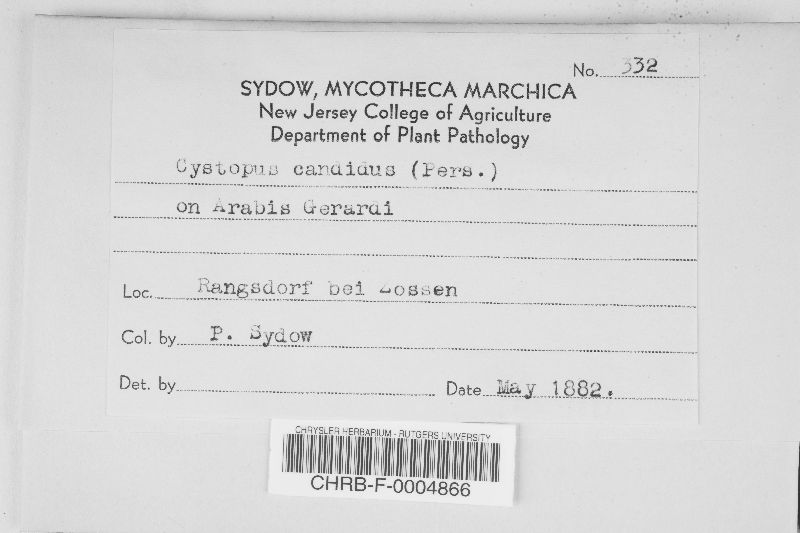 No. 332
SYDOW, MYCOTHECA MARCHICA
New Jersey College of Agriculture
Department of Plant Pathology
Cystopus candidus (Pers.)
on Arabis Gerardi
Loc. Rangsdorf bei Zossen
Col. by P. Sydow
Det. by
Date May 1882.
CHRYSLER HERBARIUM - RUTGERS UNIVERSITY
CHRB-F-0004866